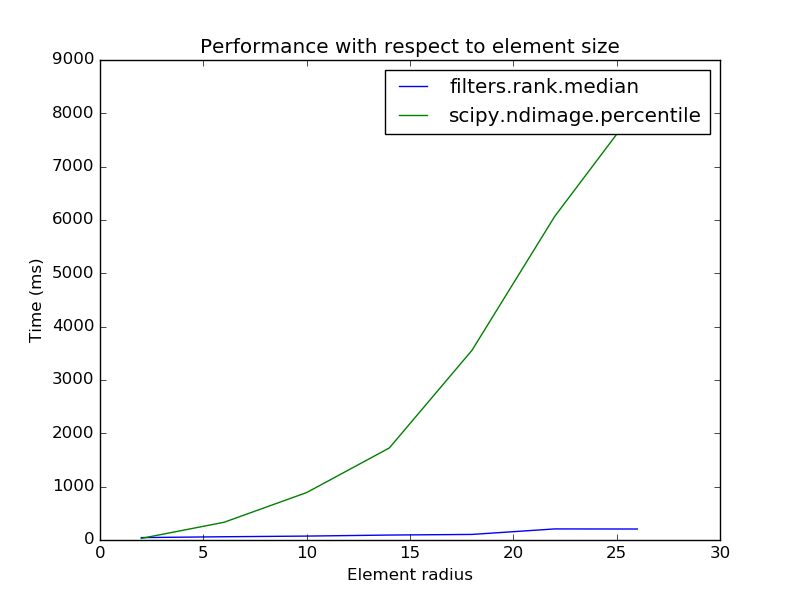 Performance with respect to element size
filters.rank.median
scipy.ndimage.percentile
9000
8000
7000
6000
5000
4000
3000
2000
1000
0
Time (ms)
0 5 10 15 20 25 30
Element radius